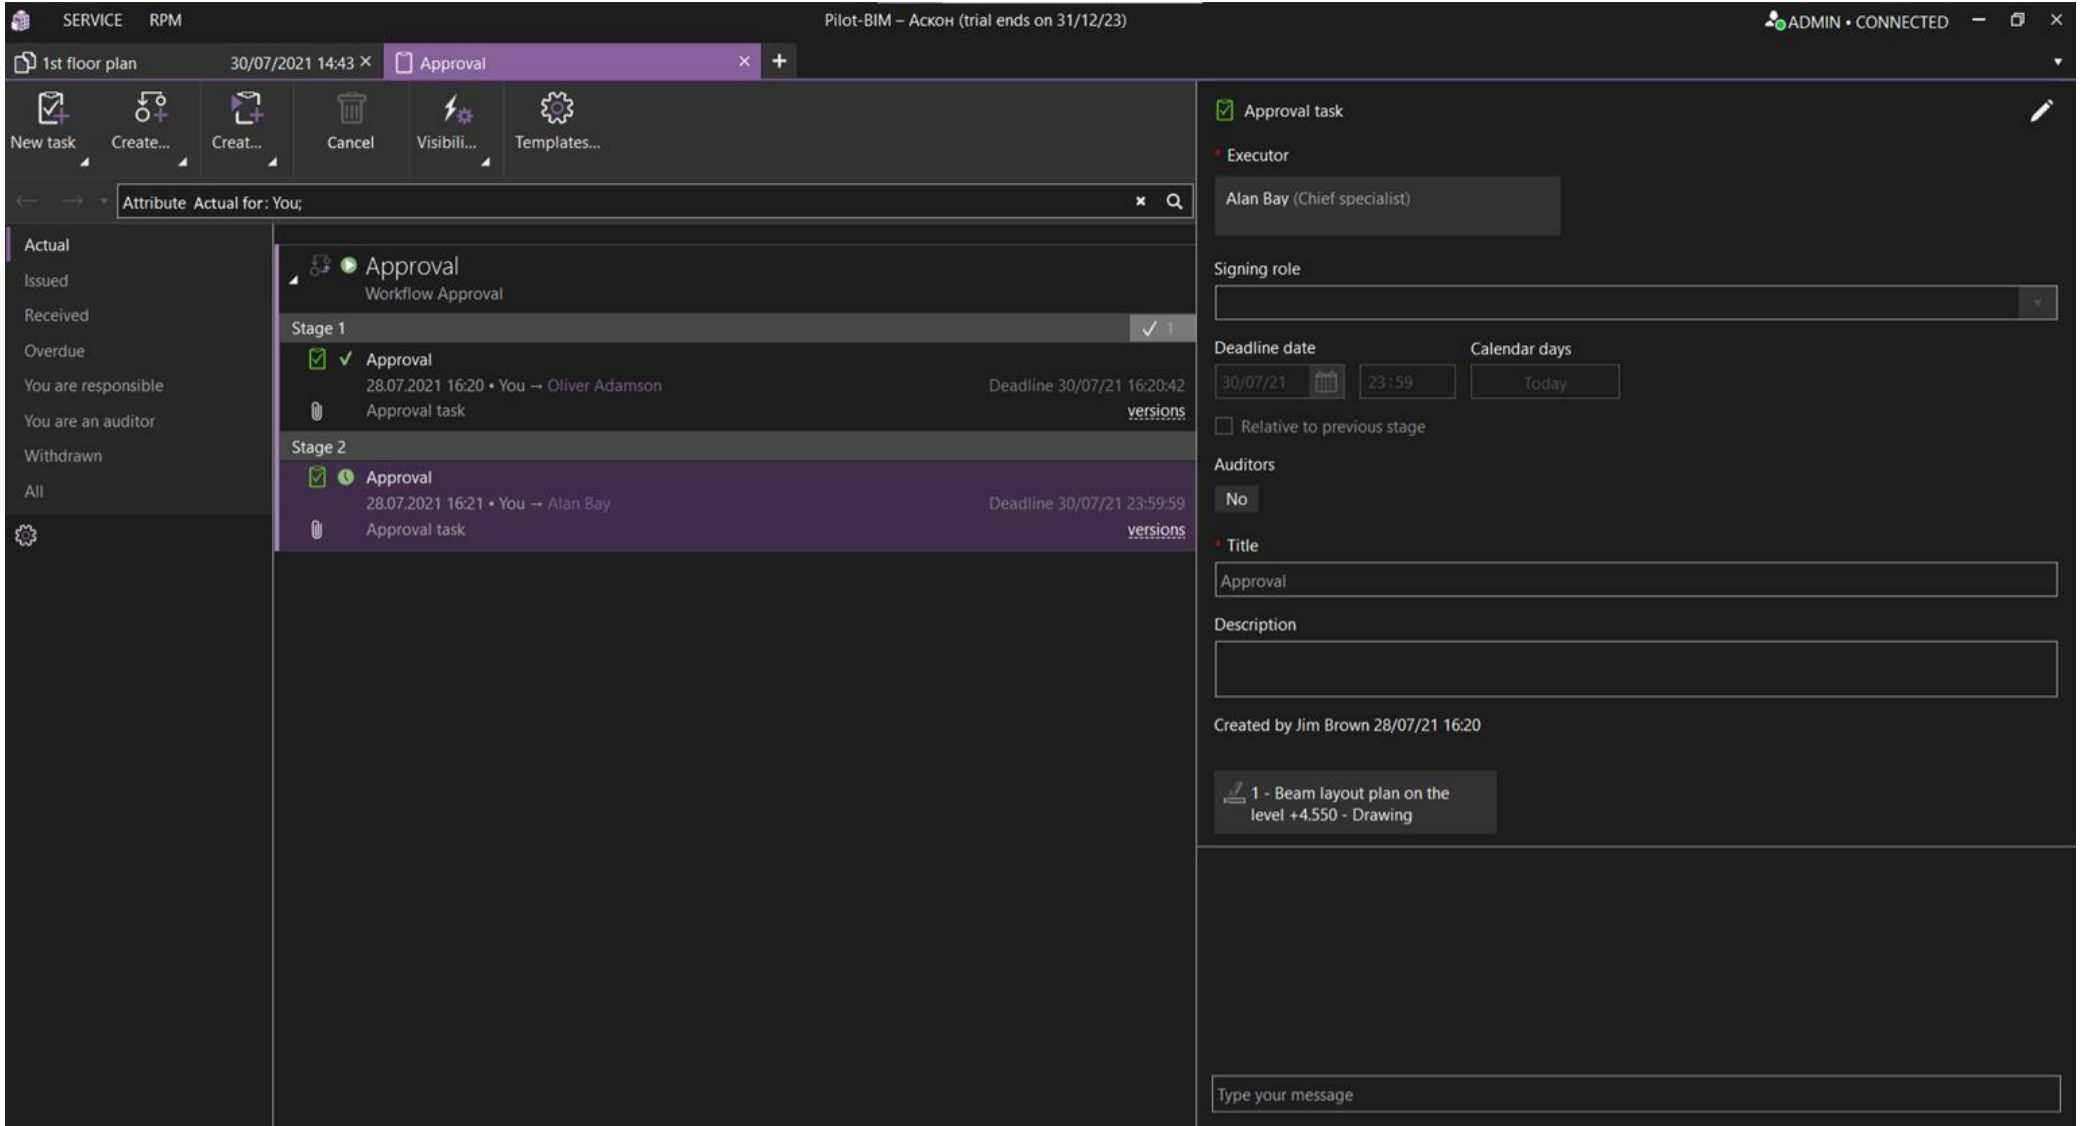 SERVICE RPM
Pilot-BIM – Аскон (trial ends on 31/12/23)
ADMIN • CONNECTED
1st floor plan 30/07/2021 14:43 ×
Approval ×
+
New task
Create...
Creat...
Cancel
Visibili...
Templates...
Attribute Actual for: You;
Actual
Issued
Received
Overdue
You are responsible
You are an auditor
Withdrawn
All
Approval
Workflow Approval
Stage 1
1
Approval
28.07.2021 16:20 • You → Oliver Adamson Deadline 30/07/21 16:20:42
Approval task versions
Stage 2
Approval
28.07.2021 16:21 • You → Alan Bay Deadline 30/07/21 23:59:59
Approval task versions
Approval task
* Executor
Alan Bay (Chief specialist)
Signing role
Deadline date Calendar days
30/07/21 23:59 Today
Relative to previous stage
Auditors
No
* Title
Approval
Description
Created by Jim Brown 28/07/21 16:20
1 - Beam layout plan on the
level +4.550 - Drawing
Type your message